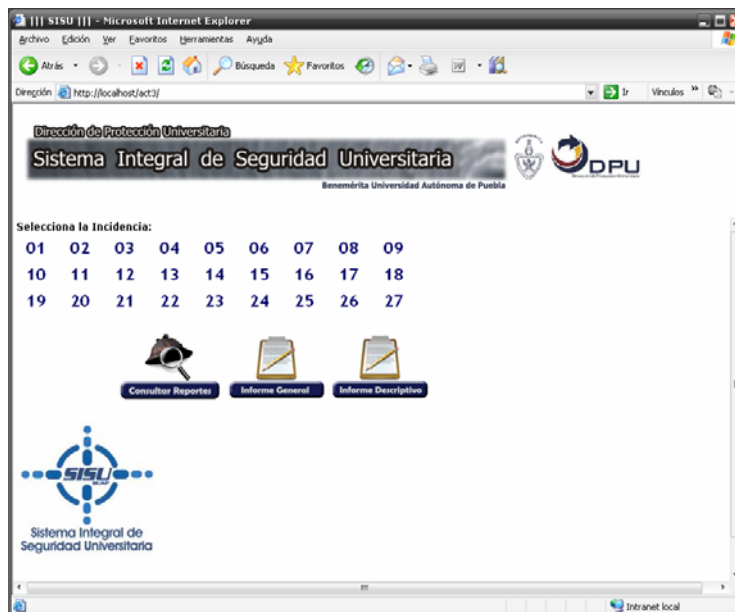 ||| SISU ||| - Microsoft Internet Explorer
Archivo Edición Ver Favoritos Herramientas Ayuda
Atrás Búsqueda Favoritos
Dirección http://localhost/act3/ Ir Vínculos »
Dirección de Protección Universitaria
Sistema Integral de Seguridad Universitaria
DPU
Benemérita Universidad Autónoma de Puebla
Selecciona la Incidencia:
01 02 03 04 05 06 07 08 09
10 11 12 13 14 15 16 17 18
19 20 21 22 23 24 25 26 27
Consultar Reportes Informe General Informe Descriptivo
SISU
Sistema Integral de
Seguridad Universitaria
Intranet local